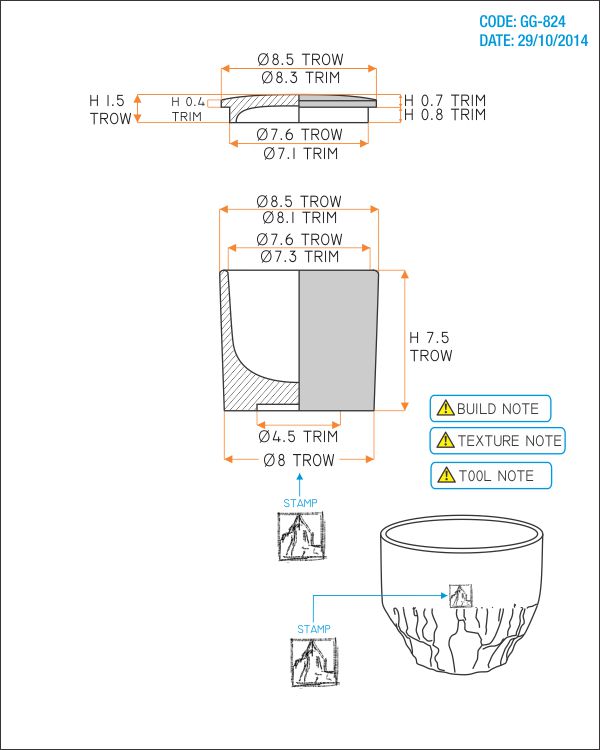 CODE: GG-824
DATE: 29/10/2014
Ø8.5 TROW
Ø8.3 TRIM
H 1.5
TROW
H 0.4
TRIM
H 0.7 TRIM
H 0.8 TRIM
Ø7.6 TROW
Ø7.1 TRIM
Ø8.5 TROW
Ø8.1 TRIM
Ø7.6 TROW
Ø7.3 TRIM
H 7.5
TROW
BUILD NOTE
TEXTURE NOTE
TOOL NOTE
Ø4.5 TRIM
Ø8 TROW
STAMP
STAMP